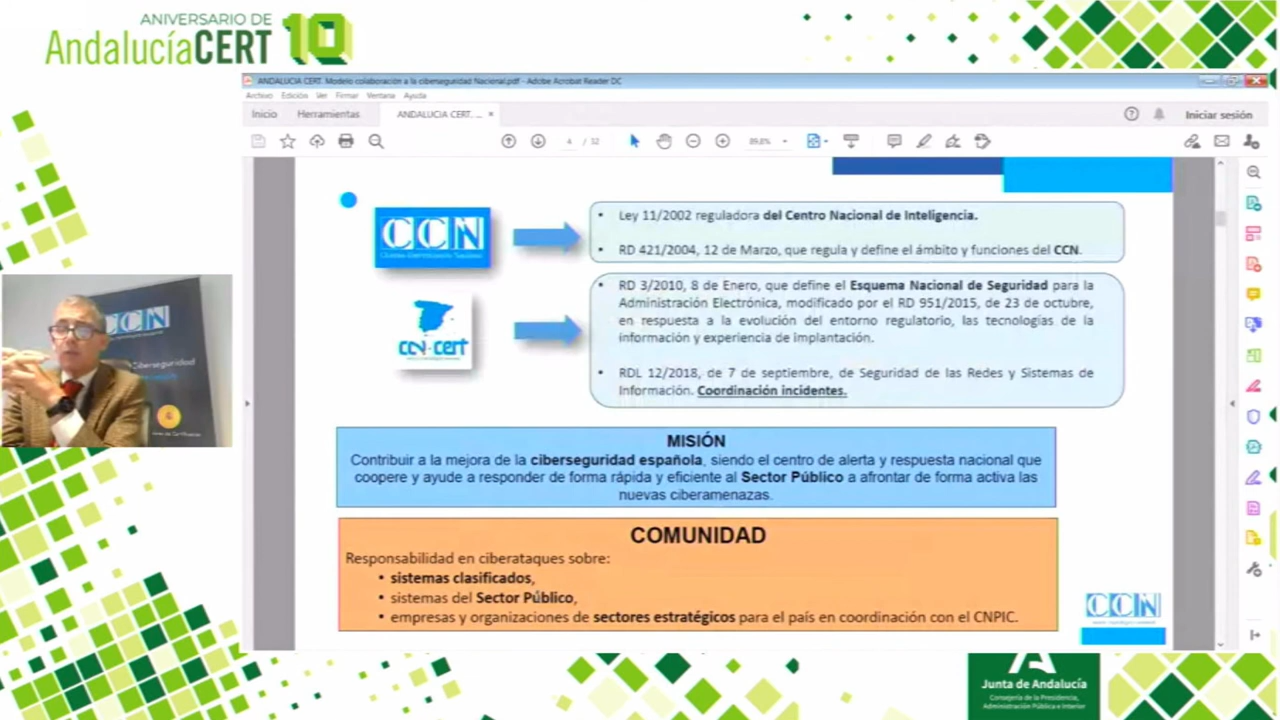 ANIVERSARIO DE
AndalucíaCERT 10
ANDALUCIA CERT. Modelo colaboración a la ciberseguridad Nacional.pdf - Adobe Acrobat Reader DC
Archivo Edición Ver Firmar Ventana Ayuda
Inicio Herramientas ANDALUCIA CERT. ... × Iniciar sesión
4 / 32 89,8%
CCN
• Ley 11/2002 reguladora del Centro Nacional de Inteligencia.
• RD 421/2004, 12 de Marzo, que regula y define el ámbito y funciones del CCN.
ccn-cert
• RD 3/2010, 8 de Enero, que define el Esquema Nacional de Seguridad para la
Administración Electrónica, modificado por el RD 951/2015, de 23 de octubre,
en respuesta a la evolución del entorno regulatorio, las tecnologías de la
información y experiencia de implantación.
• RDL 12/2018, de 7 de septiembre, de Seguridad de las Redes y Sistemas de
Información. Coordinación incidentes.
CCN
Ciberseguridad
MISIÓN
Contribuir a la mejora de la ciberseguridad española, siendo el centro de alerta y respuesta nacional que
coopere y ayude a responder de forma rápida y eficiente al Sector Público a afrontar de forma activa las
nuevas ciberamenazas.
COMUNIDAD
Responsabilidad en ciberataques sobre:
• sistemas clasificados,
• sistemas del Sector Público,
• empresas y organizaciones de sectores estratégicos para el país en coordinación con el CNPIC.
CCN
Junta de Andalucía
Consejería de la Presidencia,
Administración Pública e Interior